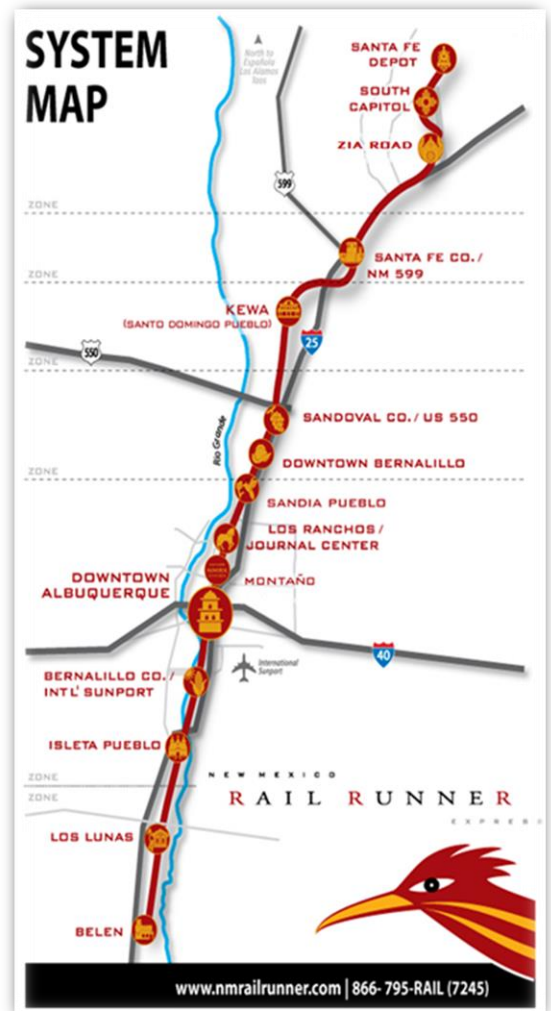 SYSTEM
MAP
North to
Española
Los Alamos
Taos
SANTA FE
DEPOT
SOUTH
CAPITOL
ZIA ROAD
599
ZONE
SANTA FE CO./
NM 599
ZONE
KEWA
(SANTO DOMINGO PUEBLO)
25
550
ZONE
SANDOVAL CO./ US 550
Rio Grande
DOWNTOWN BERNALILLO
ZONE
SANDIA PUEBLO
LOS RANCHOS /
JOURNAL CENTER
MONTAÑO
DOWNTOWN
ALBUQUERQUE
40
International
Sunport
BERNALILLO CO. /
INT'L SUNPORT
ISLETA PUEBLO
ZONE
ZONE
NEW MEXICO
RAIL RUNNER
EXPRESS
LOS LUNAS
BELEN
www.nmrailrunner.com | 866- 795-RAIL (7245)